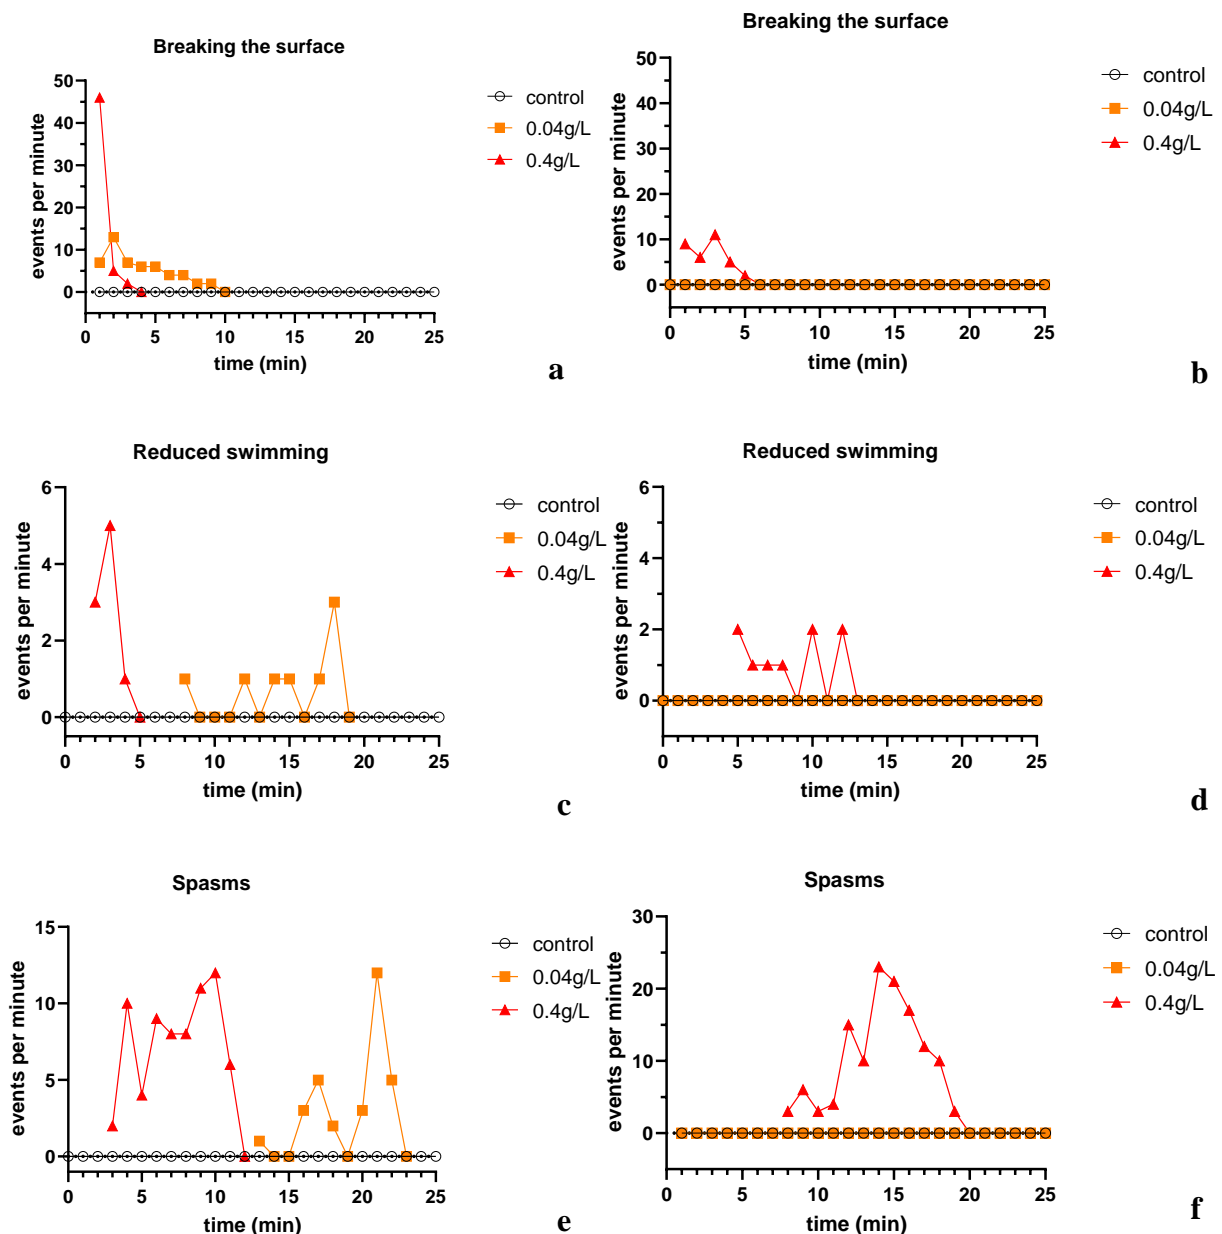 Breaking the surface
50
40
30
20
10
0
events per minute
0 5 10 15 20 25
time (min)
control
0.04g/L
0.4g/L
a
Breaking the surface
50
40
30
20
10
0
events per minute
0 5 10 15 20 25
time (min)
control
0.04g/L
0.4g/L
b
Reduced swimming
6
4
2
0
events per minute
0 5 10 15 20 25
time (min)
control
0.04g/L
0.4g/L
c
Reduced swimming
6
4
2
0
events per minute
0 5 10 15 20 25
time (min)
control
0.04g/L
0.4g/L
d
Spasms
15
10
5
0
events per minute
0 5 10 15 20 25
time (min)
control
0.04g/L
0.4g/L
e
Spasms
30
20
10
0
events per minute
0 5 10 15 20 25
time (min)
control
0.04g/L
0.4g/L
f